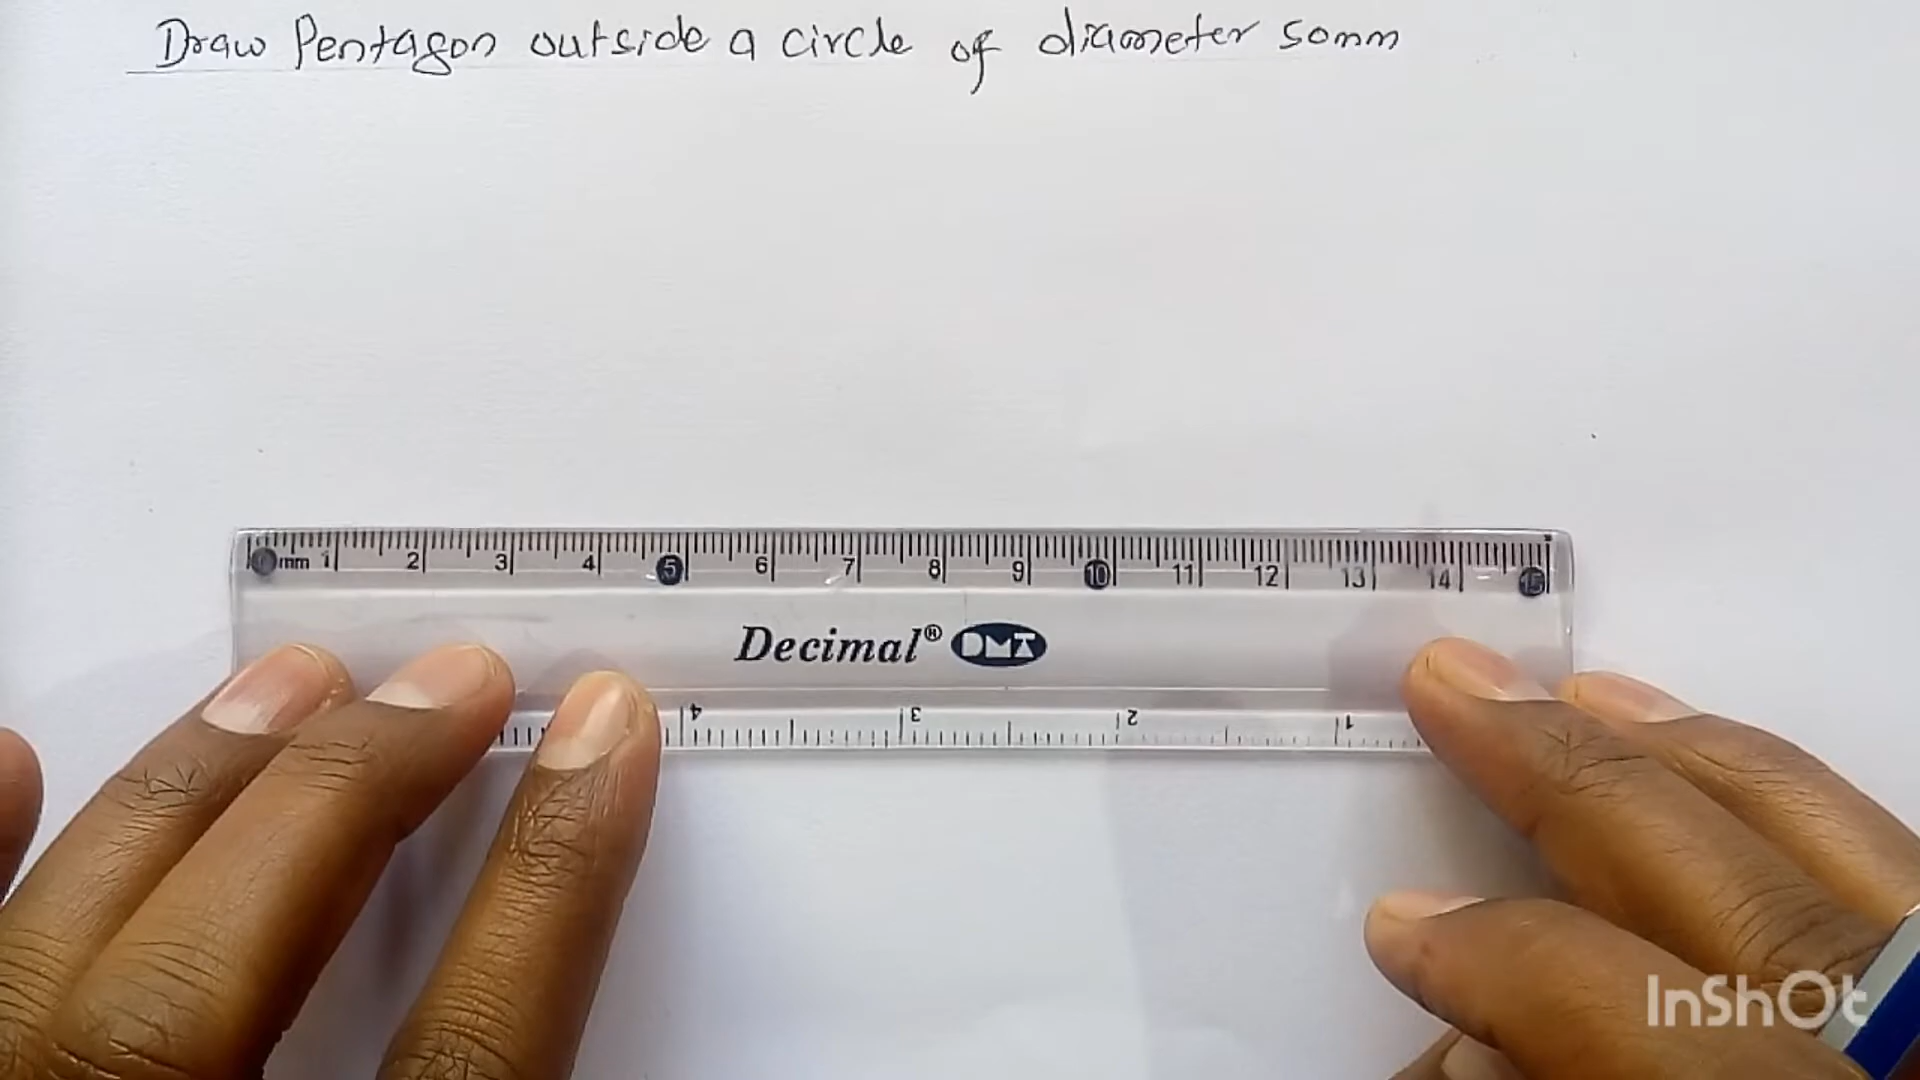 Draw Pentagon outside a circle of diameter 50mm
mm 1 2 3 4 5 6 7 8 9 10 11 12 13 14 15
Decimal® DMA
4 3 2 1
InShOt